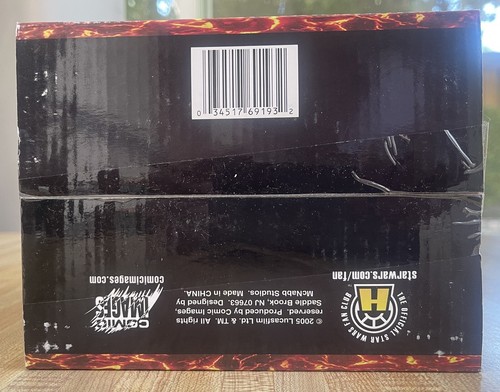 0 34517 69193 2
starwars.com/fan
H
THE OFFICIAL STAR WARS FAN CLUB
© 2005 Lucasfilm Ltd & TM. All rights
reserved. Produced by Comic Images.
Saddle Brook, NJ 07663. Designed by
McNabb Studios. Made in CHINA
COMIC
IMAGES
comicimages.com